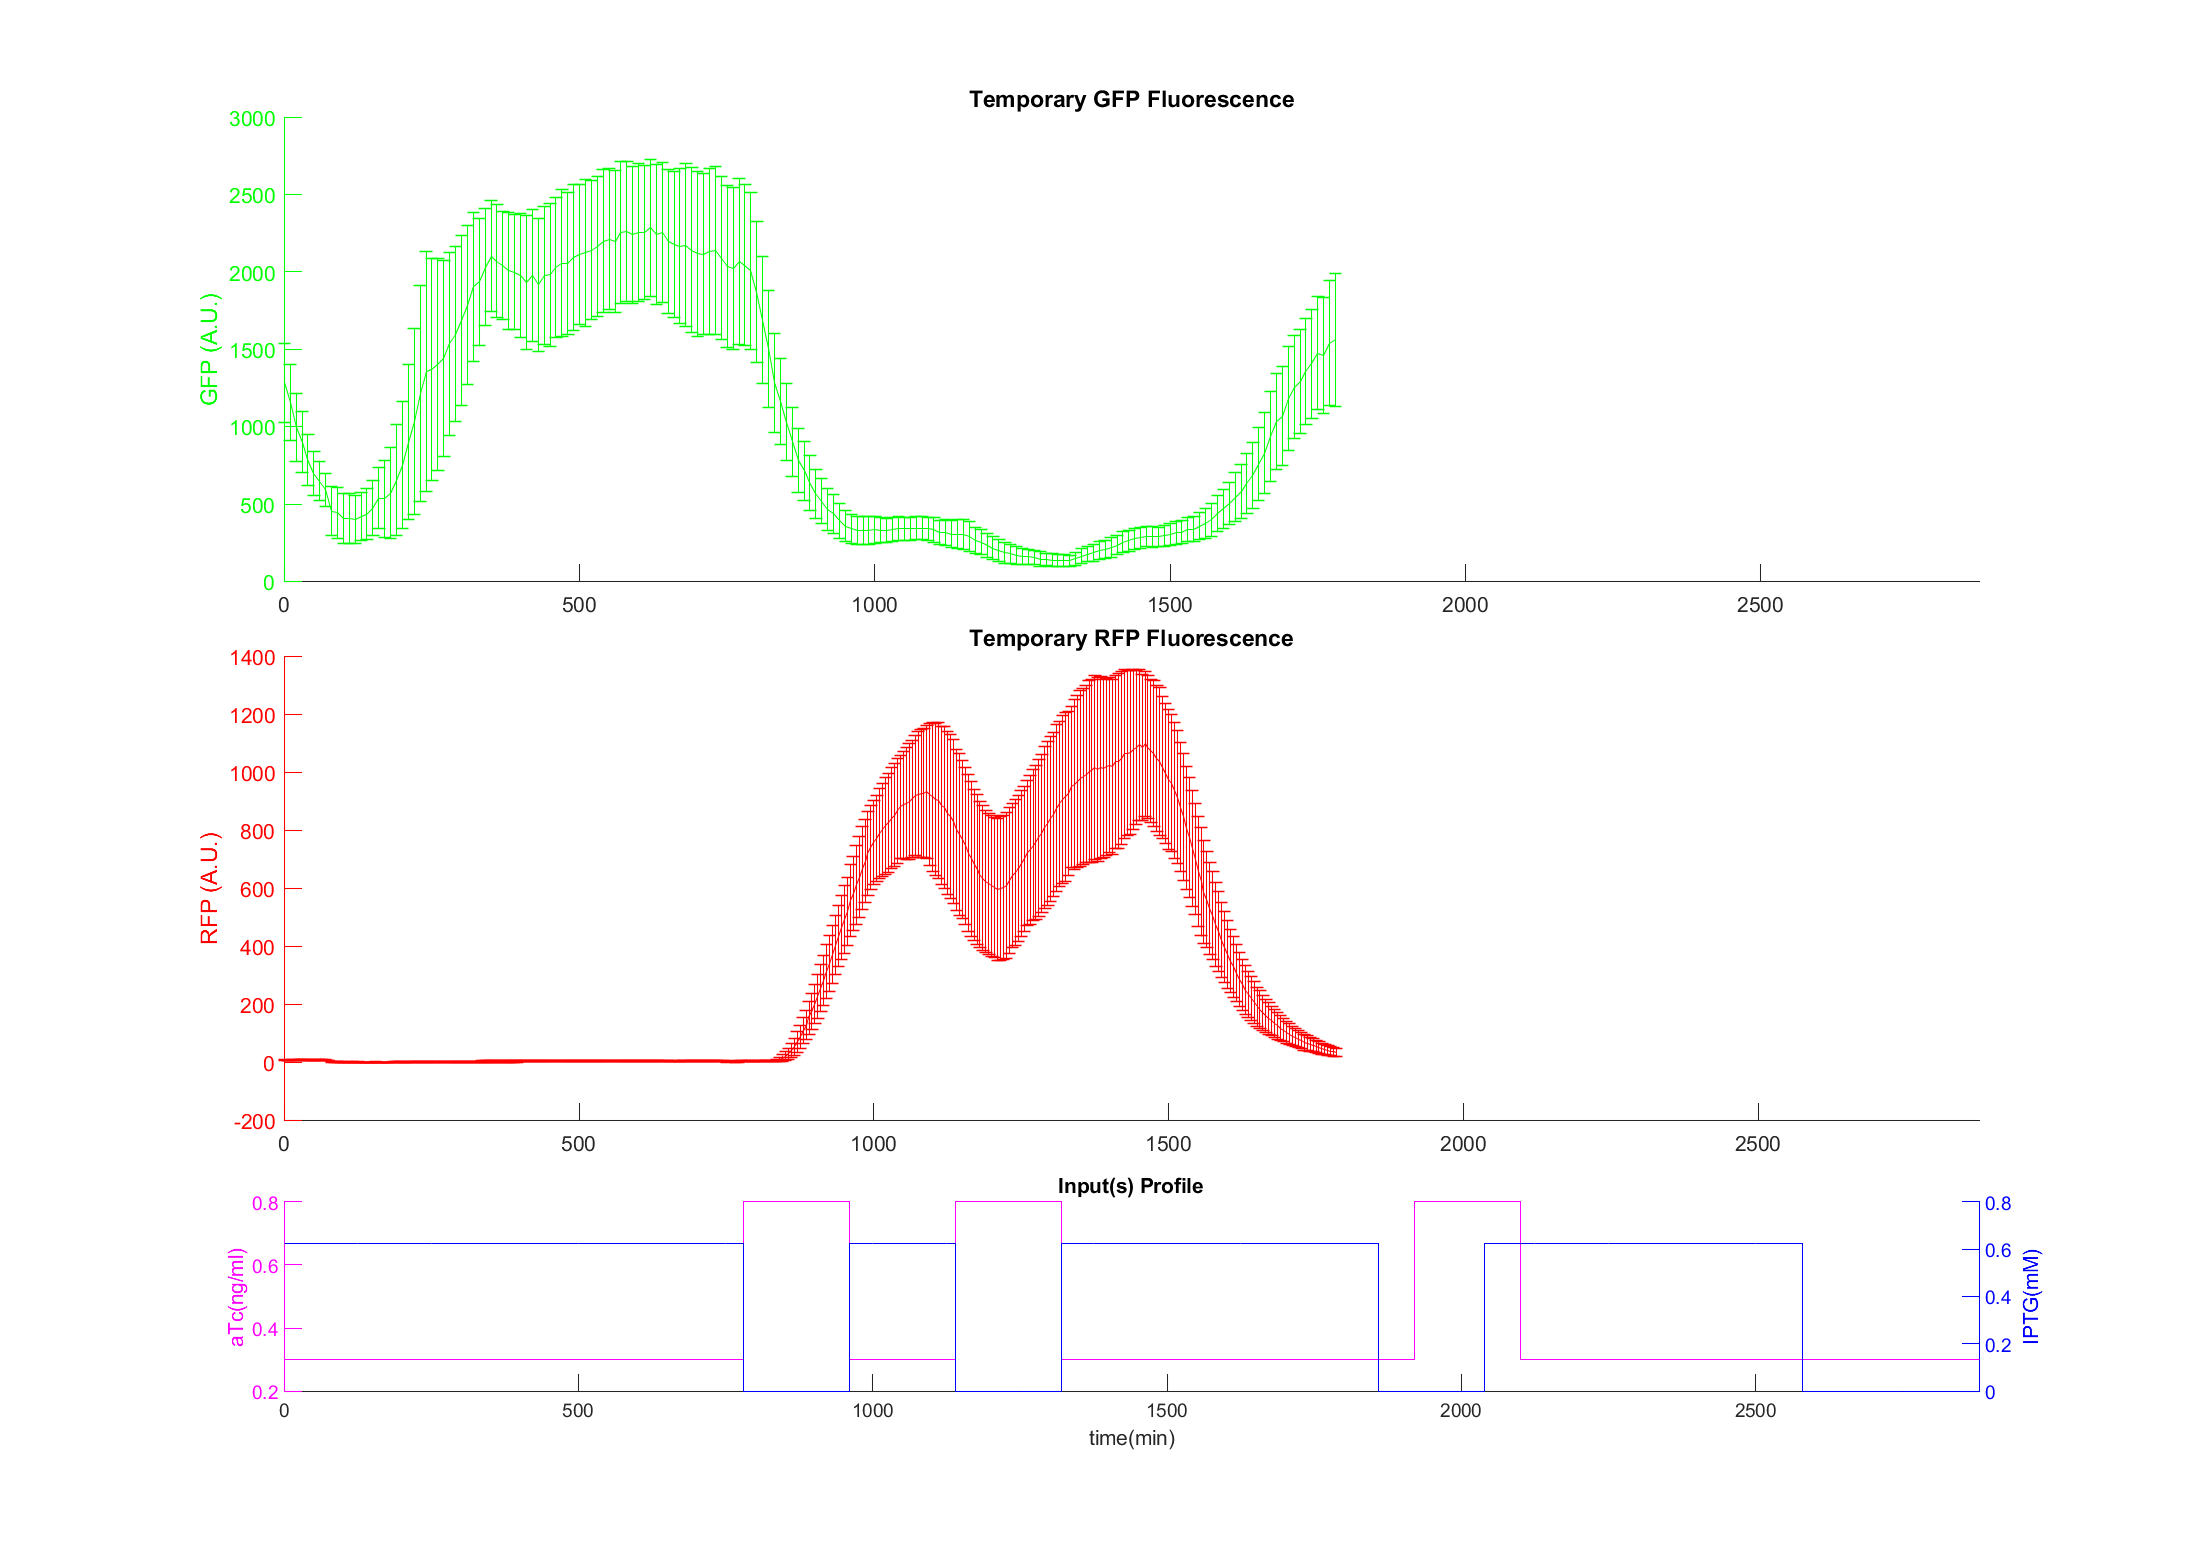 Temporary GFP Fluorescence
3000
2500
2000
1500
1000
500
0
GFP (A.U.)
0 500 1000 1500 2000 2500
Temporary RFP Fluorescence
1400
1200
1000
800
600
400
200
0
-200
RFP (A.U.)
0 500 1000 1500 2000 2500
Input(s) Profile
0.8
0.6
0.4
0.2
aTc(ng/ml)
0.8
0.6
0.4
0.2
0
IPTG(mM)
0 500 1000 1500 2000 2500
time(min)